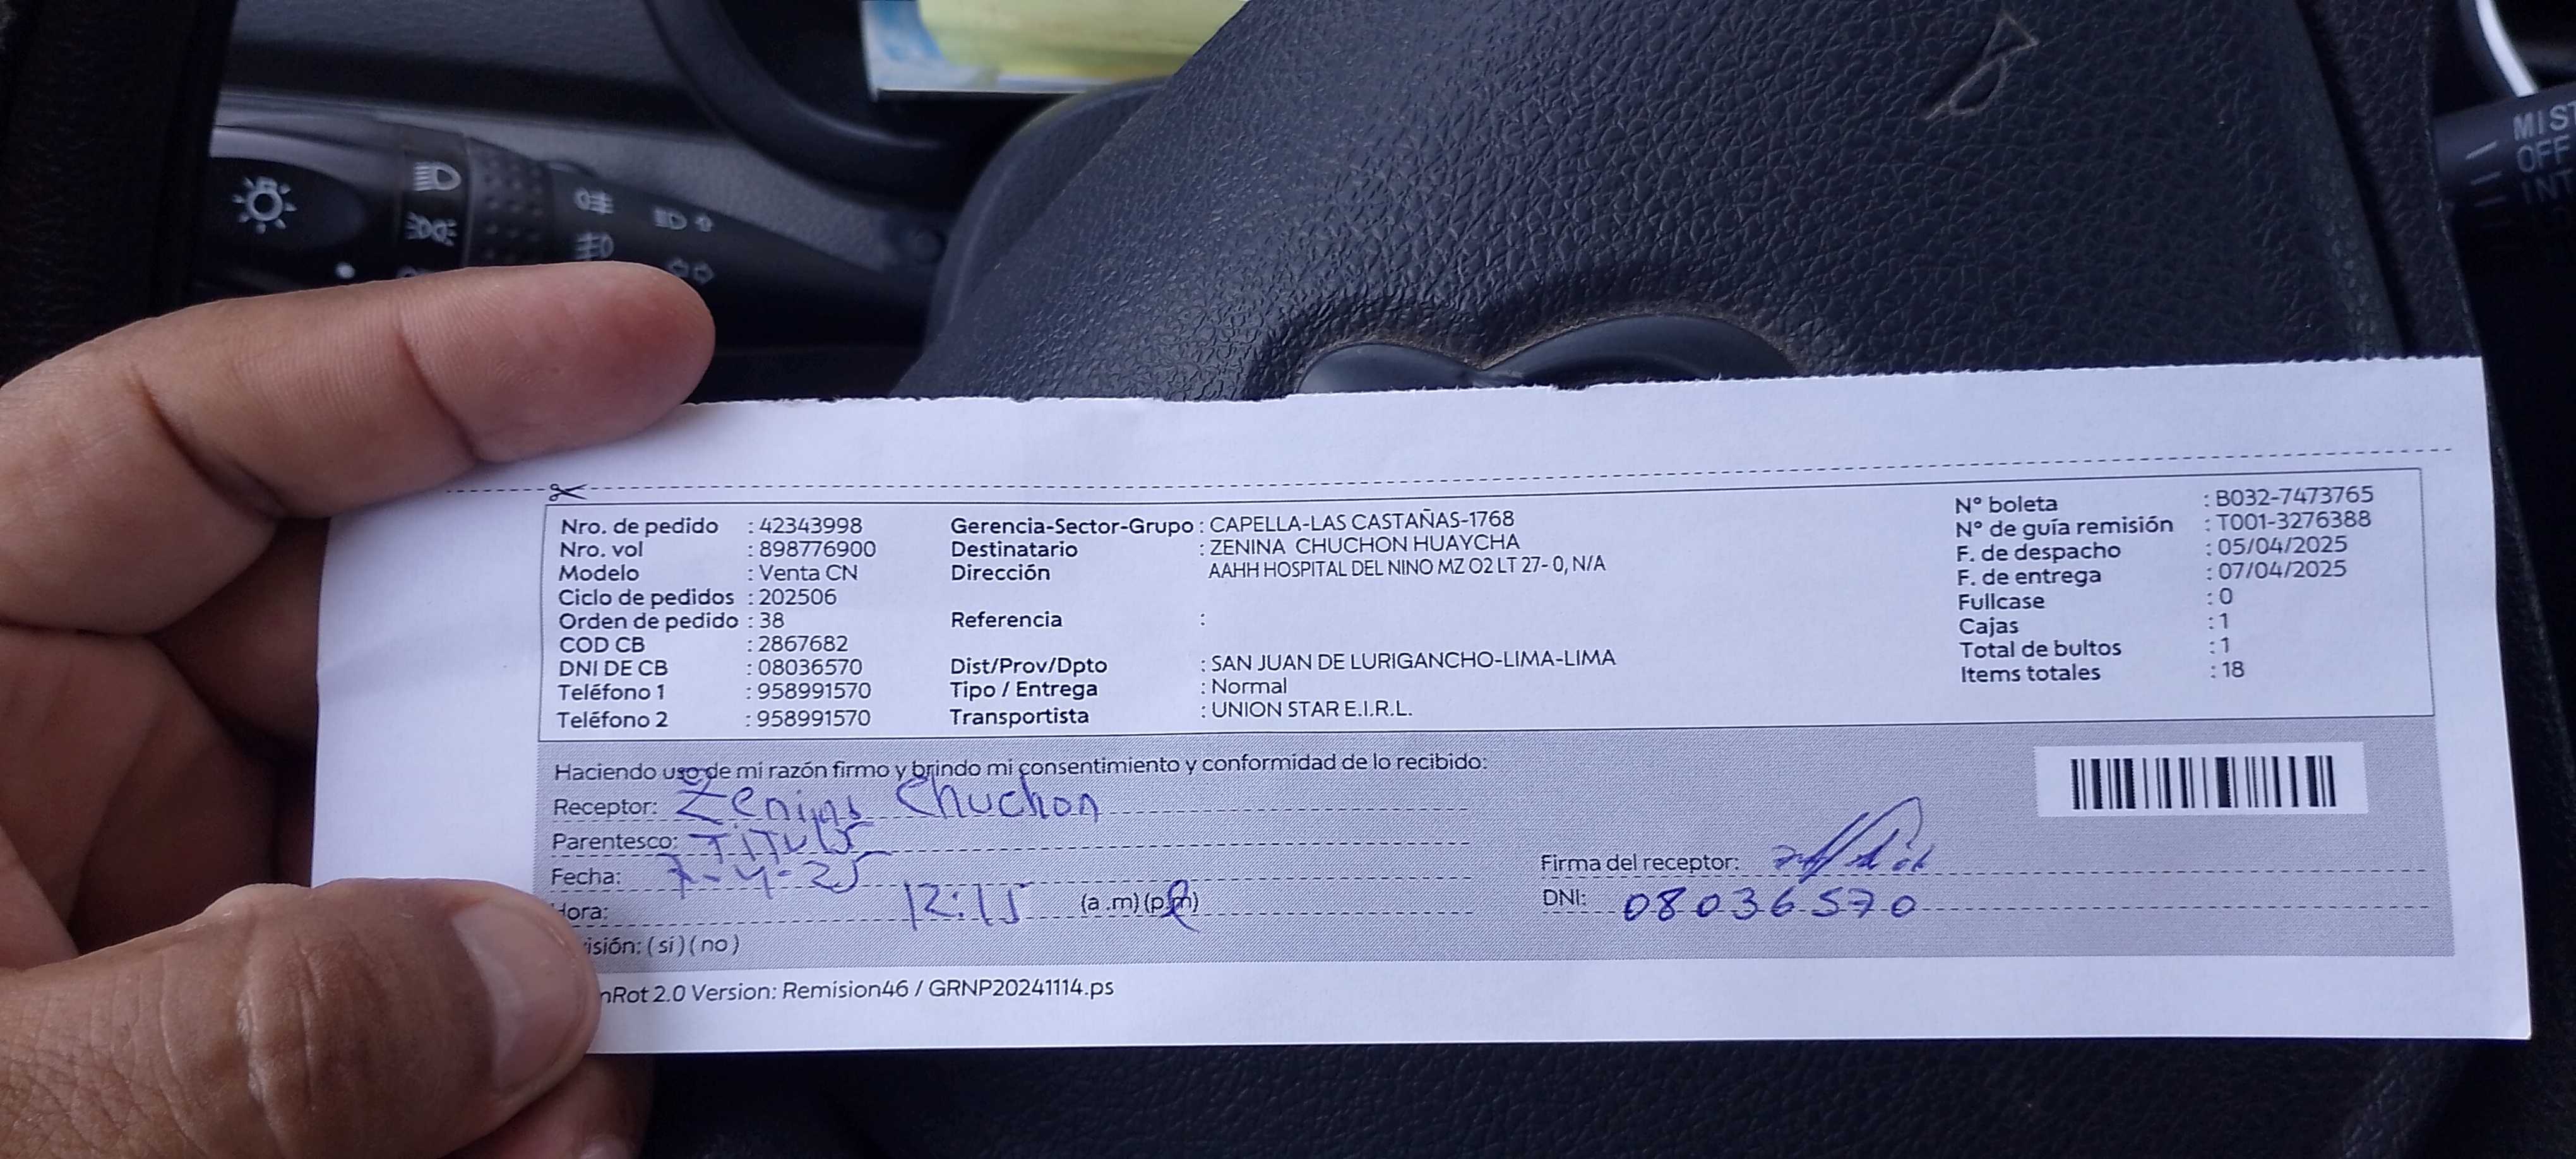 MIST
OFF
INT
Nro. de pedido : 42343998
Nro. vol : 898776900
Modelo : Venta CN
Ciclo de pedidos : 202506
Orden de pedido : 38
COD CB : 2867682
DNI DE CB : 08036570
Teléfono 1 : 958991570
Teléfono 2 : 958991570
Gerencia-Sector-Grupo : CAPELLA-LAS CASTAÑAS-1768
Destinatario : ZENINA CHUCHON HUAYCHA
Dirección AAHH HOSPITAL DEL NINO MZ O2 LT 27- 0, N/A
Referencia :
Dist/Prov/Dpto : SAN JUAN DE LURIGANCHO-LIMA-LIMA
Tipo / Entrega : Normal
Transportista : UNION STAR E.I.R.L.
N° boleta : B032-7473765
N° de guía remisión : T001-3276388
F. de despacho : 05/04/2025
F. de entrega : 07/04/2025
Fullcase : 0
Cajas : 1
Total de bultos : 1
Items totales : 18
Haciendo uso de mi razón firmo y brindo mi consentimiento y conformidad de lo recibido:
Receptor: Zenina Chuchon
Parentesco: TITULAR
Fecha: 7-4-25
Hora: 12:15 (a .m) (p.m)
isión: ( si ) ( no )
Firma del receptor:
DNI: 08036570
nRot 2.0 Version: Remision46 / GRNP20241114.ps